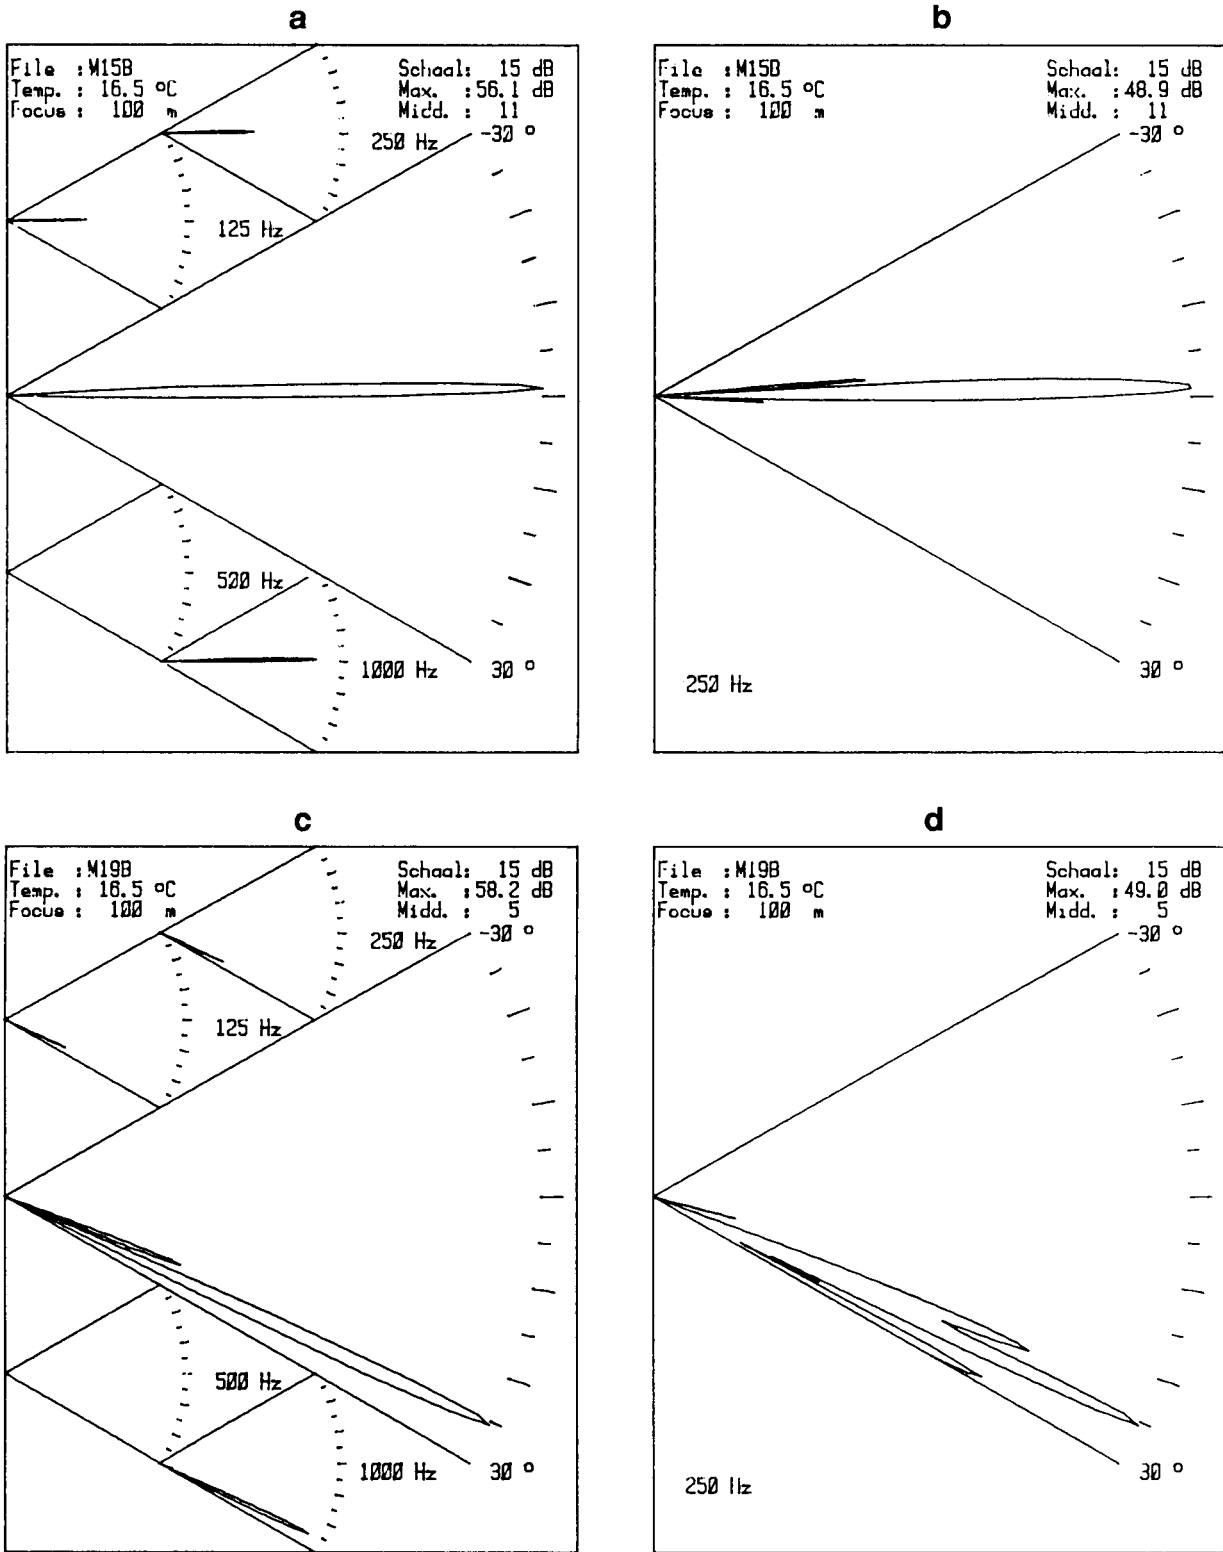 a
File :M15B Schaal: 15 dB
Temp. : 16.5 ºC Max. :56.1 dB
Focus : 100 m Midd. : 11
250 Hz -30 º
125 Hz
500 Hz
1000 Hz 30 º
b
File :M15B Schaal: 15 dB
Temp. : 16.5 ºC Max. :48.9 dB
Focus : 100 m Midd. : 11
-30 º
30 º
250 Hz
c
File :M19B Schaal: 15 dB
Temp. : 16.5 ºC Max. :58.2 dB
Focus : 100 m Midd. : 5
250 Hz -30 º
125 Hz
500 Hz
1000 Hz 30 º
d
File :M19B Schaal: 15 dB
Temp. : 16.5 ºC Max. :49.0 dB
Focus : 100 m Midd. : 5
-30 º
30 º
250 Hz